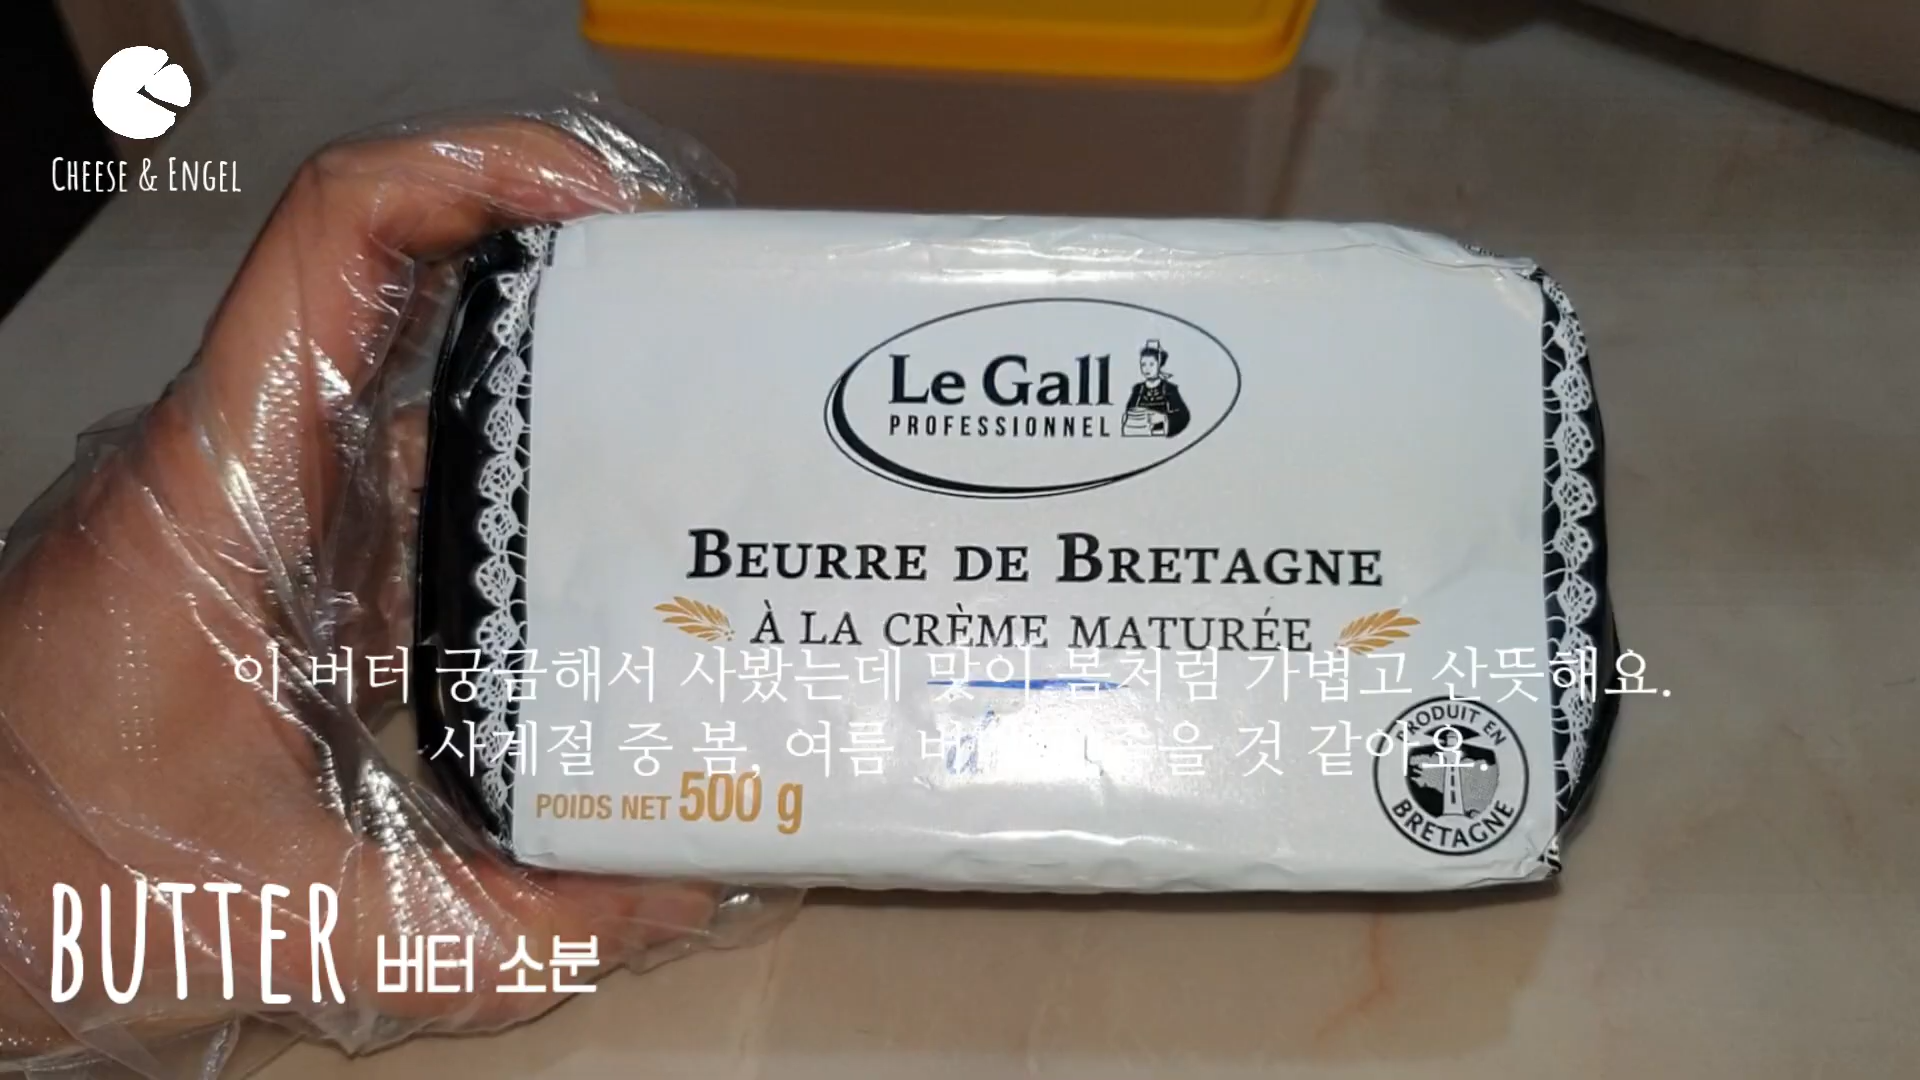 CHEESE & ENGEL
Le Gall
PROFESSIONNEL
BEURRE DE BRETAGNE
À LA CRÈME MATURÉE
이 버터 궁금해서 사봤는데 맛이 봄처럼 가볍고 산뜻해요.
사계절 중 봄, 여름 것 같아요.
PRODUIT EN
BRETAGNE
POIDS NET 500 g
BUTTER 버터 소분